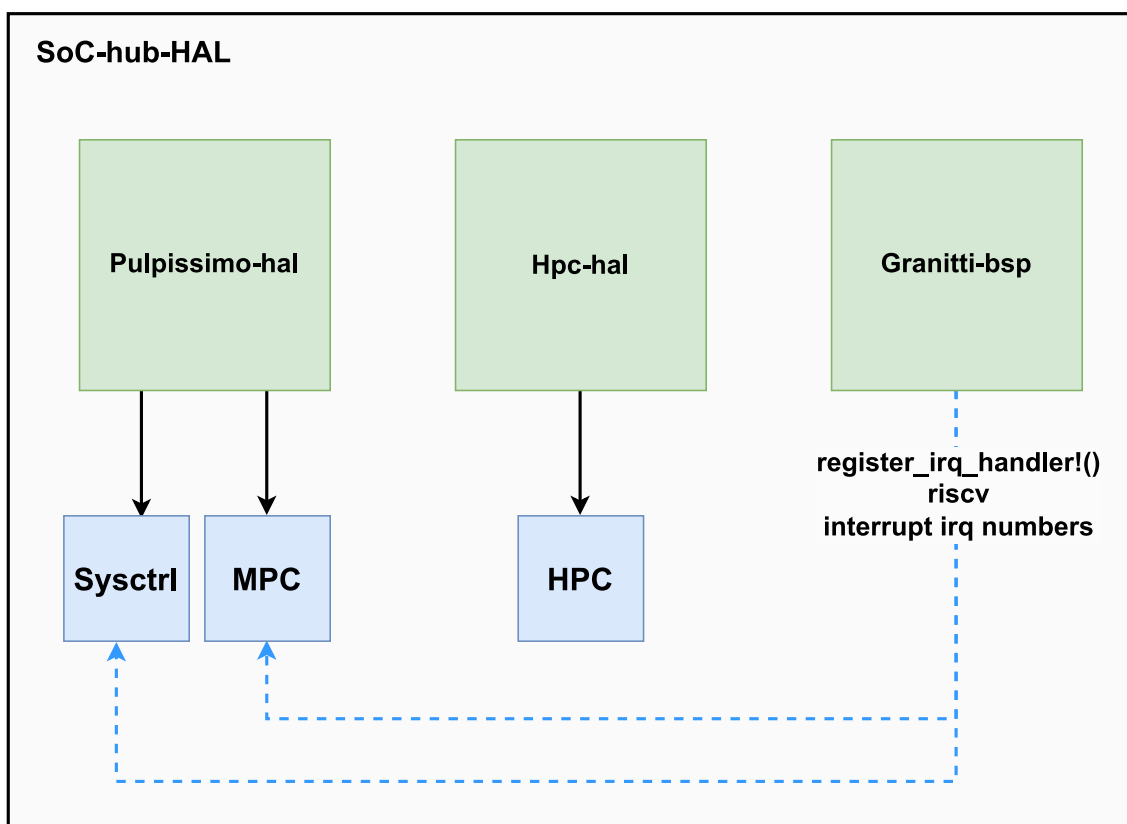 SoC-hub-HAL
Pulpissimo-hal
Hpc-hal
Granitti-bsp
register_irq_handler!()
riscv
interrupt irq numbers
Sysctrl
MPC
HPC